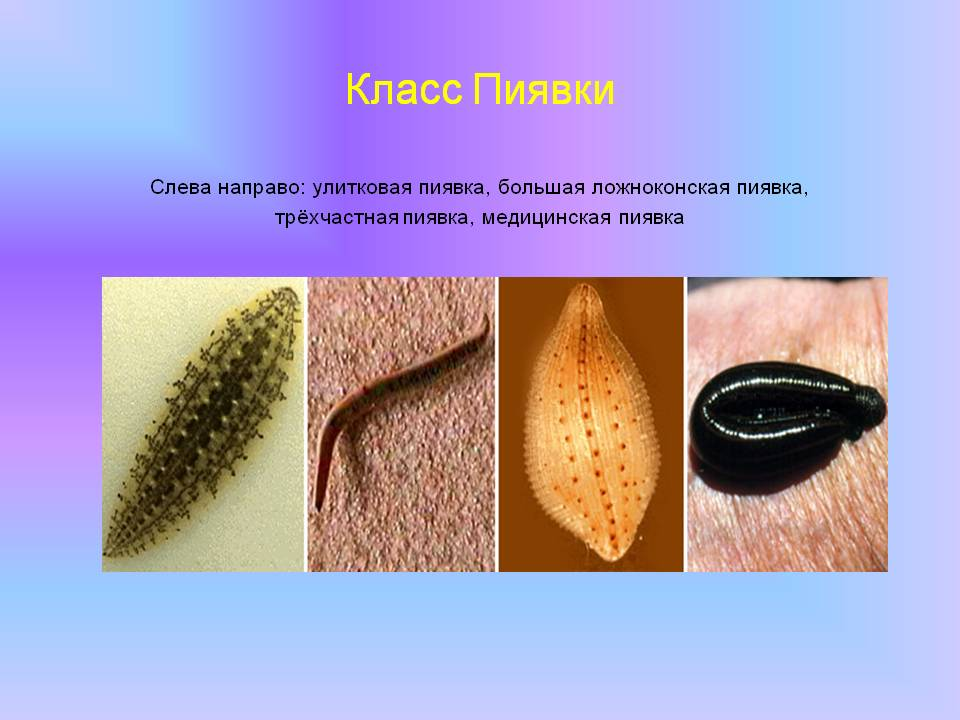 Класс Пиявки
Слева направо: улитковая пиявка, большая ложноконская пиявка,
трёхчастная пиявка, медицинская пиявка